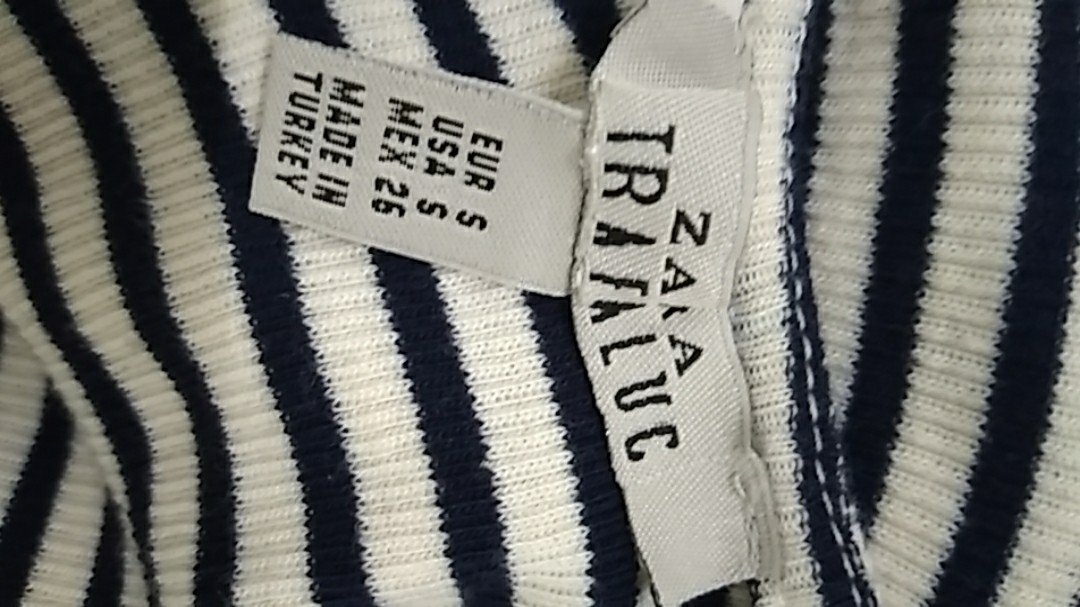 ZARA
TRAFALUC
EUR S
USA S
MEX 26
MADE IN
TURKEY